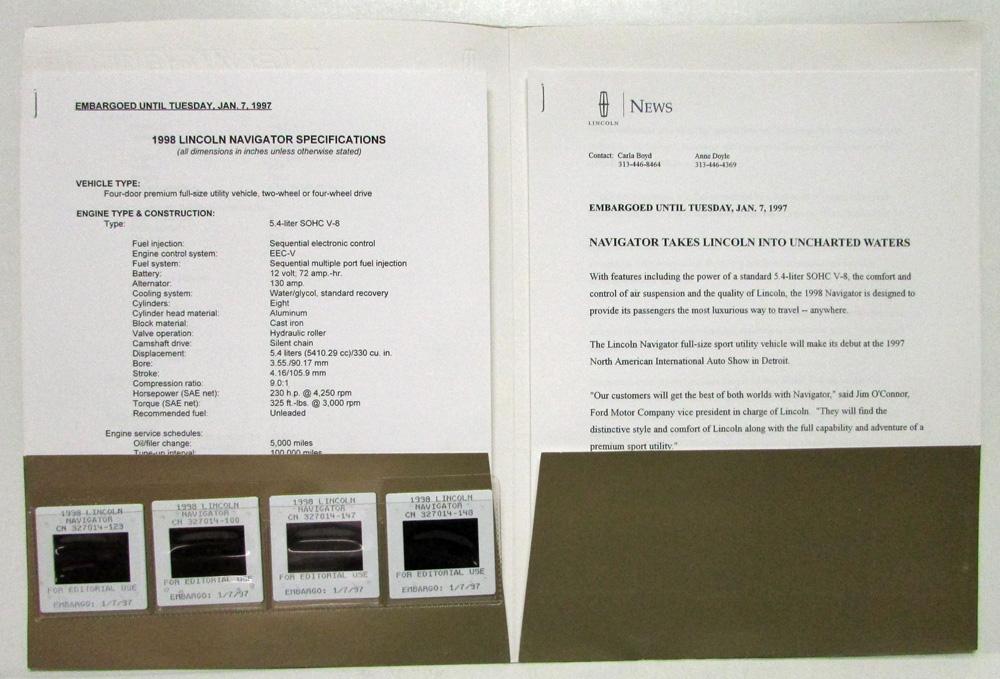 EMBARGOED UNTIL TUESDAY, JAN. 7, 1997
1998 LINCOLN NAVIGATOR SPECIFICATIONS
(all dimensions in inches unless otherwise stated)
VEHICLE TYPE:
Four-door premium full-size utility vehicle, two-wheel or four-wheel drive
ENGINE TYPE & CONSTRUCTION:
Type: 5.4-liter SOHC V-8
Fuel injection: Sequential electronic control
Engine control system: EEC-V
Fuel system: Sequential multiple port fuel injection
Battery: 12 volt; 72 amp.-hr.
Alternator: 130 amp.
Cooling system: Water/glycol, standard recovery
Cylinders: Eight
Cylinder head material: Aluminum
Block material: Cast iron
Valve operation: Hydraulic roller
Camshaft drive: Silent chain
Displacement: 5.4 liters (5410.29 cc)/330 cu. in.
Bore: 3.55/90.17 mm
Stroke: 4.16/105.9 mm
Compression ratio: 9.0:1
Horsepower (SAE net): 230 h.p. @ 4,250 rpm
Torque (SAE net): 325 ft.-lbs. @ 3,000 rpm
Recommended fuel: Unleaded
Engine service schedules:
Oil/filer change: 5,000 miles
Tune-up interval: 100,000 miles
1998 LINCOLN
NAVIGATOR
CN 327014-123
FOR EDITORIAL USE
EMBARGO: 1/7/97
1998 LINCOLN
NAVIGATOR
CN 327014-100
FOR EDITORIAL USE
EMBARGO: 1/7/97
1998 LINCOLN
NAVIGATOR
CN 327014-147
FOR EDITORIAL USE
EMBARGO: 1/7/97
1998 LINCOLN
NAVIGATOR
CN 327014-148
FOR EDITORIAL USE
EMBARGO: 1/7/97
LINCOLN
NEWS
Contact: Carla Boyd Anne Doyle
313-446-8464 313-446-4369
EMBARGOED UNTIL TUESDAY, JAN. 7, 1997
NAVIGATOR TAKES LINCOLN INTO UNCHARTED WATERS
With features including the power of a standard 5.4-liter SOHC V-8, the comfort and
control of air suspension and the quality of Lincoln, the 1998 Navigator is designed to
provide its passengers the most luxurious way to travel -- anywhere.
The Lincoln Navigator full-size sport utility vehicle will make its debut at the 1997
North American International Auto Show in Detroit.
"Our customers will get the best of both worlds with Navigator," said Jim O'Connor,
Ford Motor Company vice president in charge of Lincoln. "They will find the
distinctive style and comfort of Lincoln along with the full capability and adventure of a
premium sport utility."